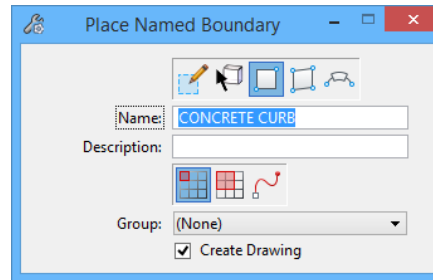 Place Named Boundary
Name: CONCRETE CURB
Description:
Group: (None)
Create Drawing